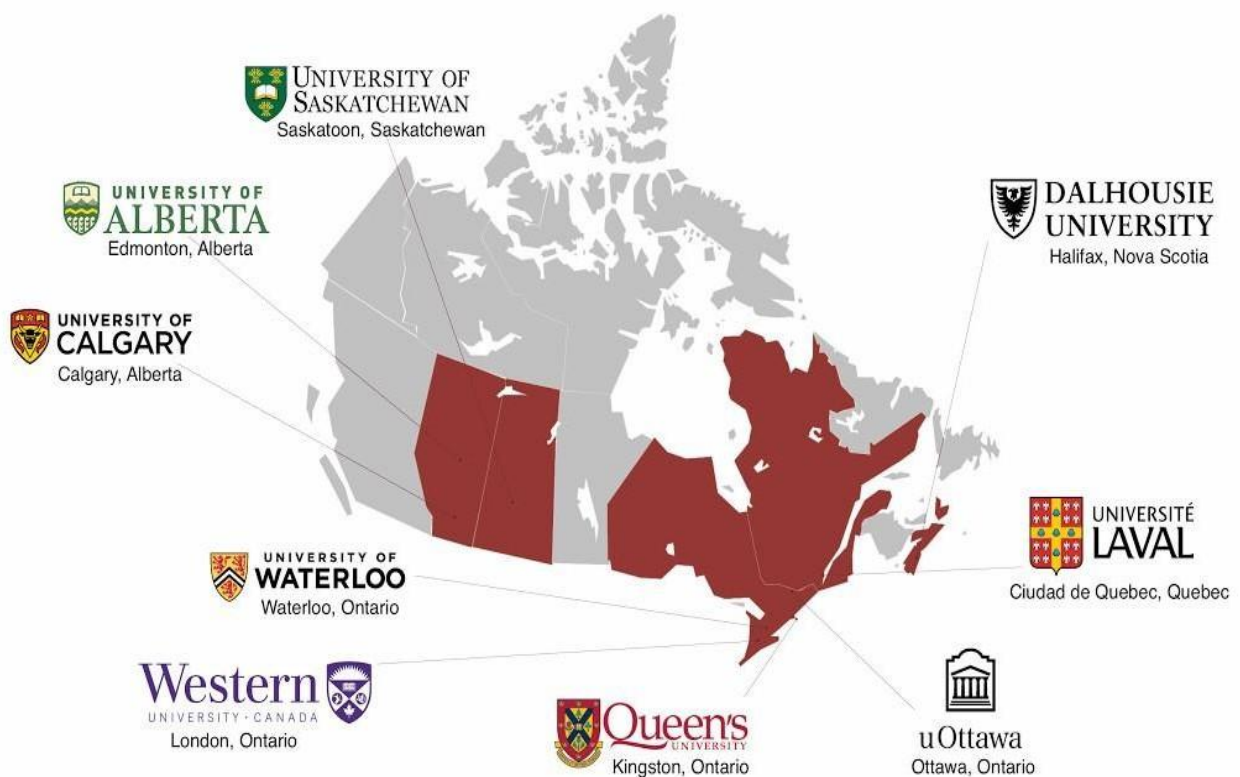 UNIVERSITY OF
SASKATCHEWAN
Saskatoon, Saskatchewan
UNIVERSITY OF
ALBERTA
Edmonton, Alberta
DALHOUSIE
UNIVERSITY
Halifax, Nova Scotia
UNIVERSITY OF
CALGARY
Calgary, Alberta
UNIVERSITÉ
LAVAL
Ciudad de Quebec, Quebec
UNIVERSITY OF
WATERLOO
Waterloo, Ontario
Western
UNIVERSITY · CANADA
London, Ontario
Queen's
UNIVERSITY
Kingston, Ontario
uOttawa
Ottawa, Ontario